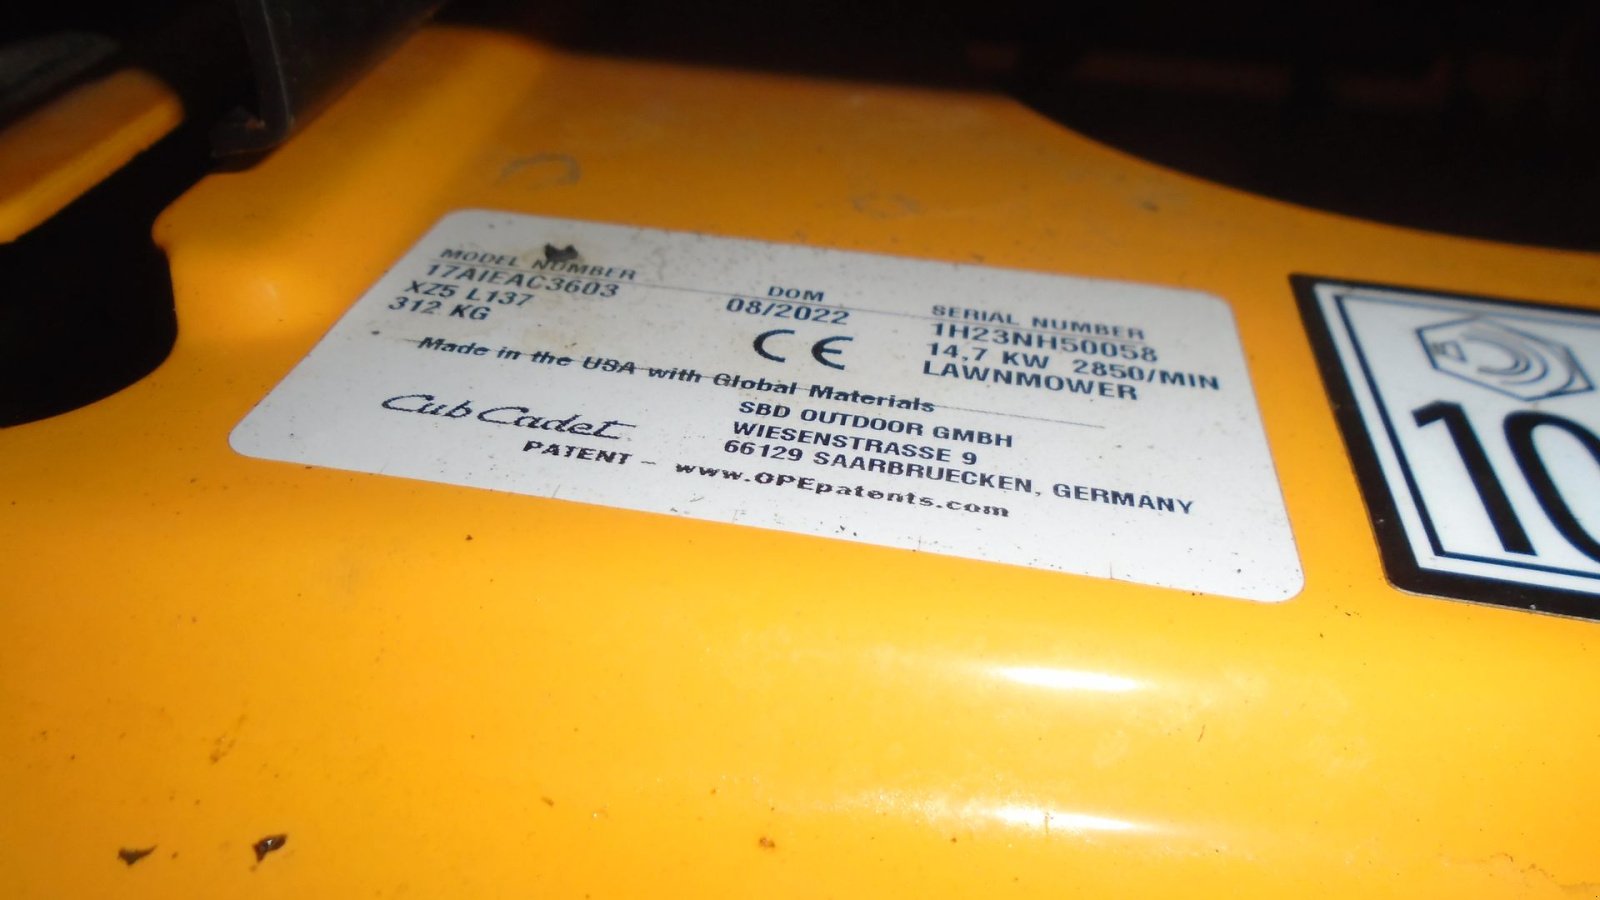 MODEL NUMBER
17AIEAC3603
XZ5 L137
312 KG
DOM
08/2022
CE
SERIAL NUMBER
1H23NH50058
14,7 KW 2850/MIN
LAWNMOWER
Made in the USA with Global Materials
Cub Cadet
SBD OUTDOOR GMBH
WIESENSTRASSE 9
66129 SAARBRUECKEN, GERMANY
PATENT - www.OPEpatents.com
10